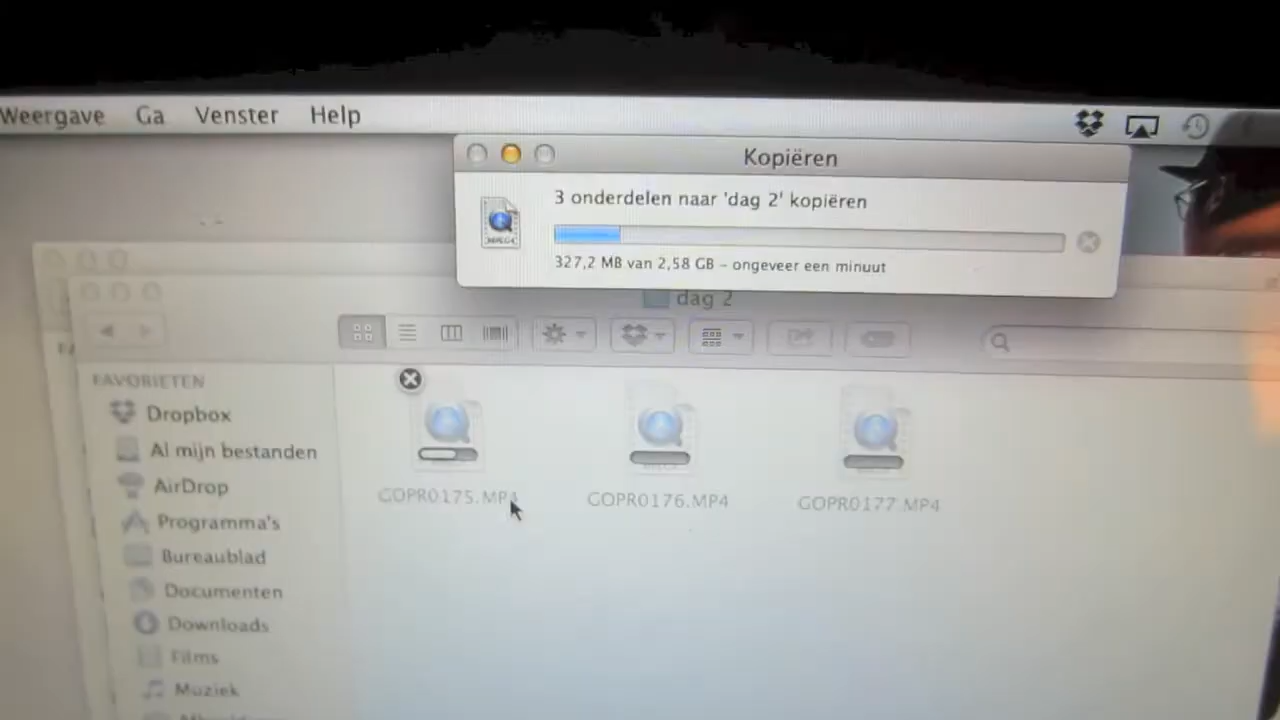 Weergave Ga Venster Help
Kopiëren
3 onderdelen naar 'dag 2' kopiëren
327,2 MB van 2,58 GB – ongeveer een minuut
MPEG4
dag 2
FAVORIETEN
Dropbox
Al mijn bestanden
AirDrop
Programma's
Bureaublad
Documenten
Downloads
Films
Muziek
GOPR0175.MP4
GOPR0176.MP4
GOPR0177.MP4